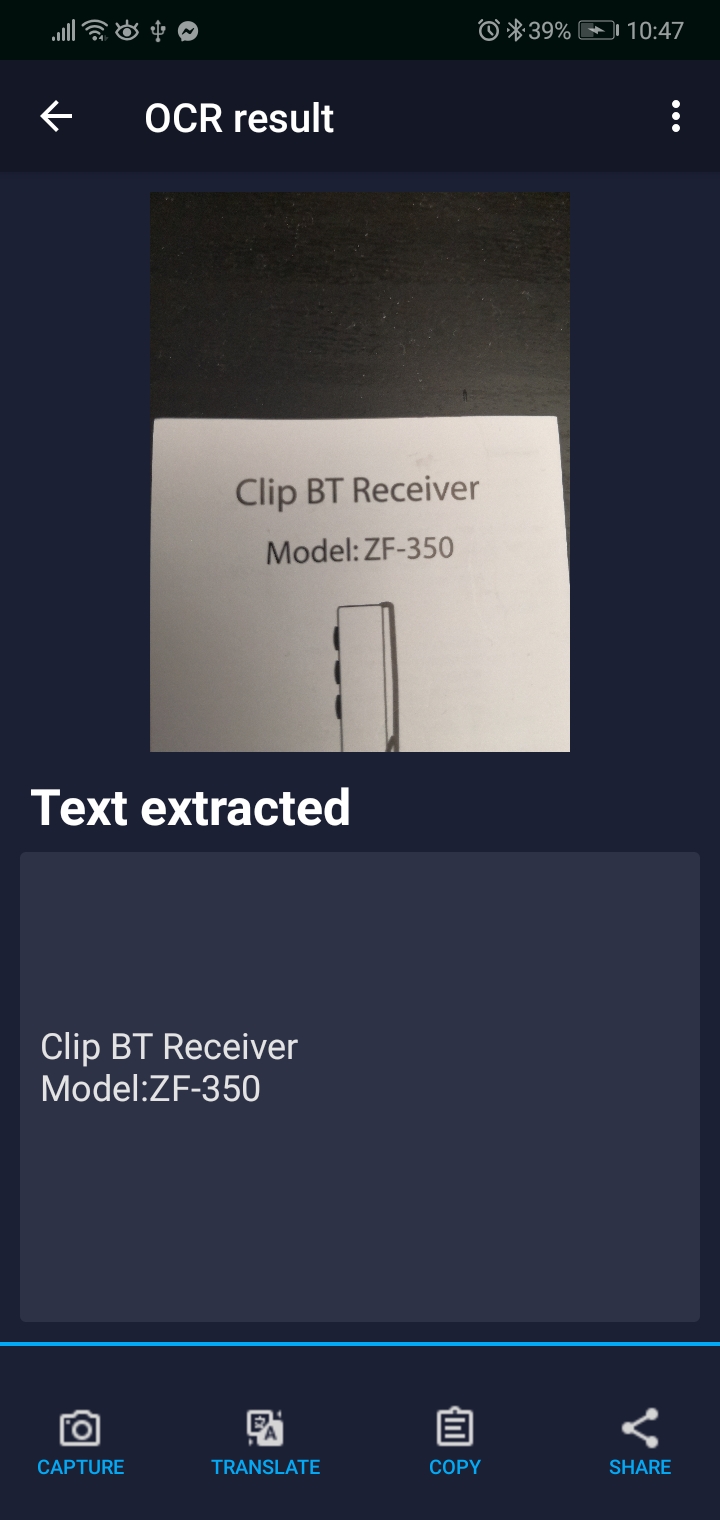 39% 10:47
OCR result
Clip BT Receiver
Model: ZF-350
Text extracted
Clip BT Receiver
Model:ZF-350
CAPTURE TRANSLATE COPY SHARE